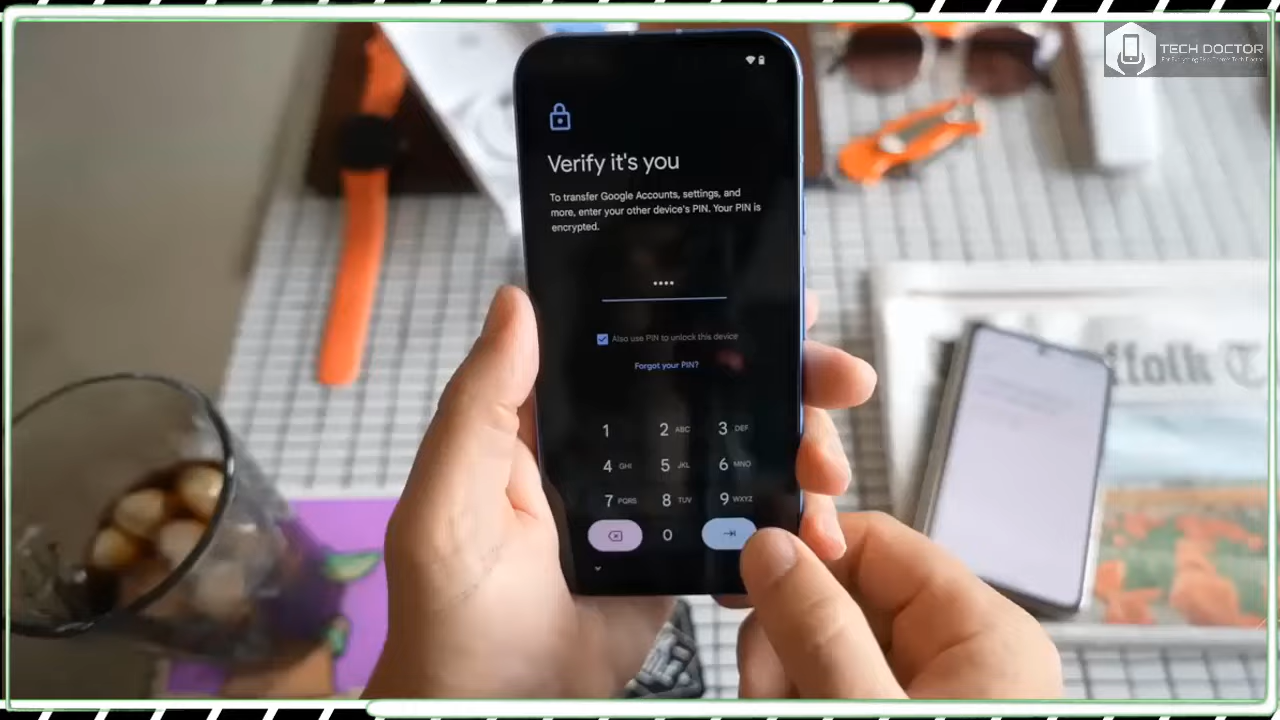 TECH DOCTOR
Verify it's you
To transfer Google Accounts, settings, and
more, enter your other device's PIN. Your PIN is
encrypted.
Also use PIN to unlock this device
Forgot your PIN?
1 2 ABC 3 DEF
4 GHI 5 JKL 6 MNO
7 PQRS 8 TUV 9 WXYZ
0
ffolk T